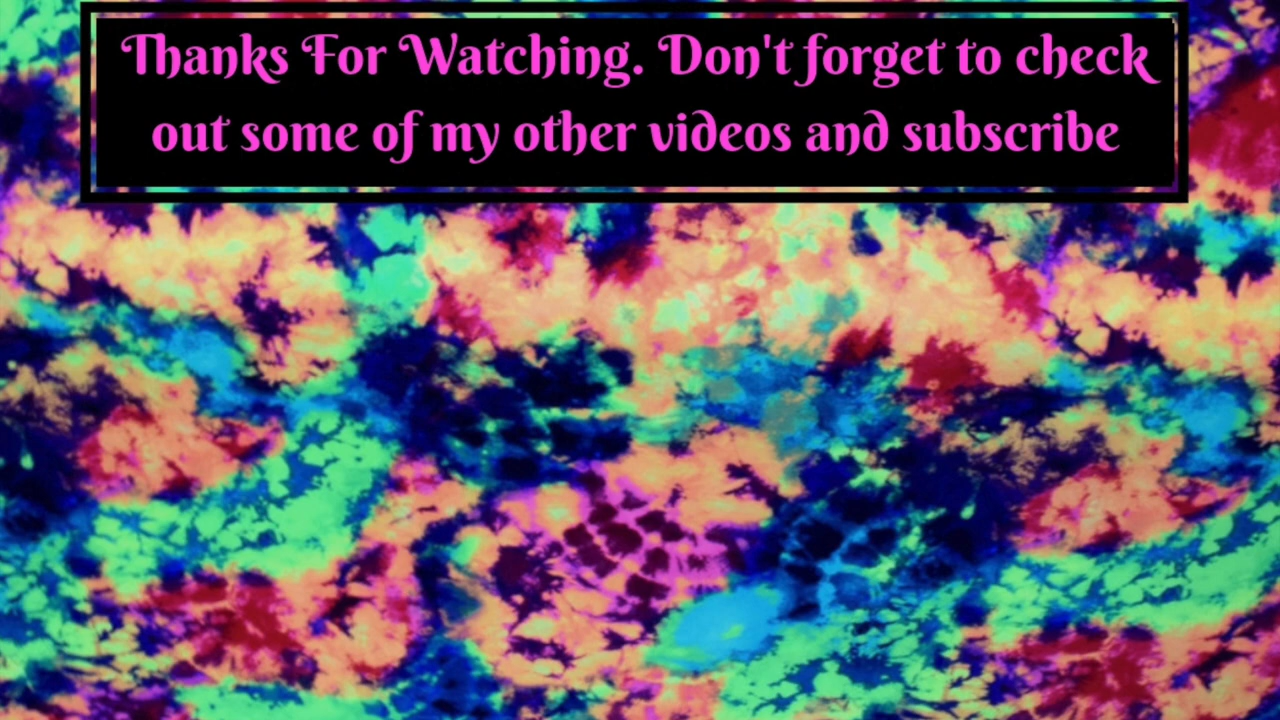 Thanks For Watching. Don't forget to check
out some of my other videos and subscribe